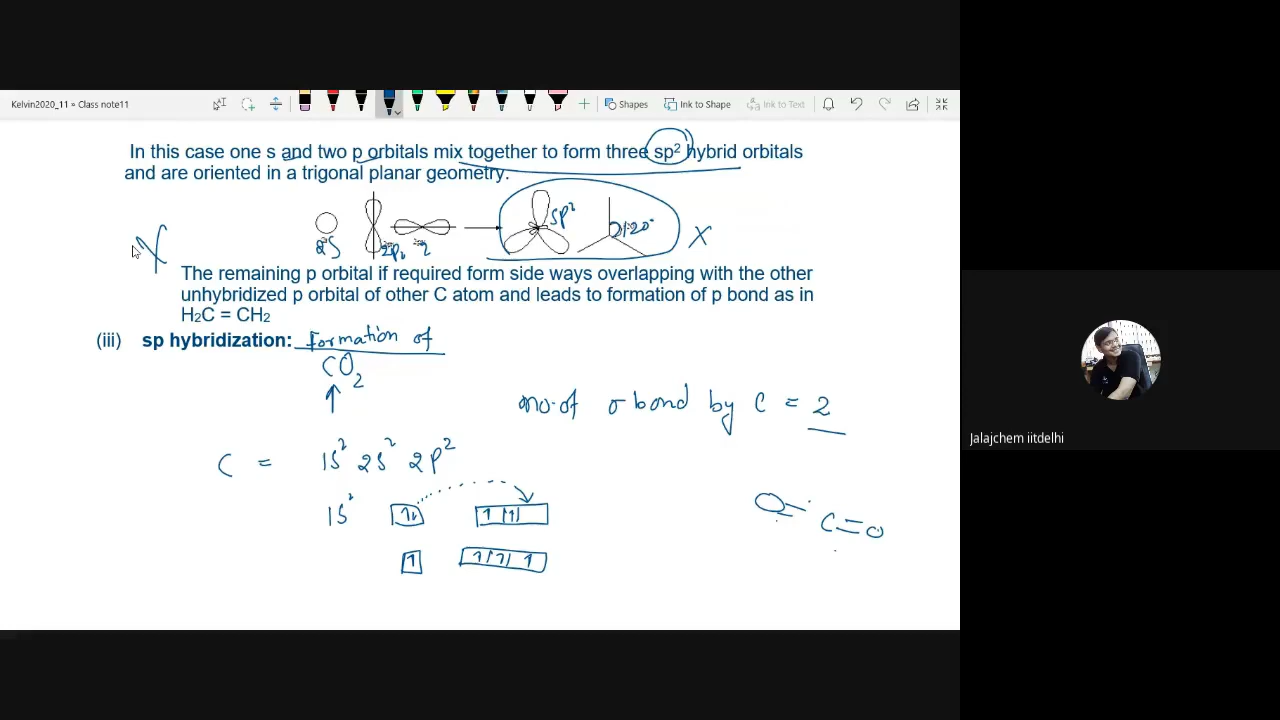 Kelvin2020_11 » Class note11
Shapes Ink to Shape Ink to Text
In this case one s and two p orbitals mix together to form three sp² hybrid orbitals
and are oriented in a trigonal planar geometry.
2S 2P SP² 120°
X
The remaining p orbital if required form side ways overlapping with the other
unhybridized p orbital of other C atom and leads to formation of p bond as in
H₂C = CH₂
(iii) sp hybridization: Formation of
CO₂
no. of σ bond by C = 2
C = 1S² 2S² 2P²
1S²
O=C=O
Jalajchem iitdelhi